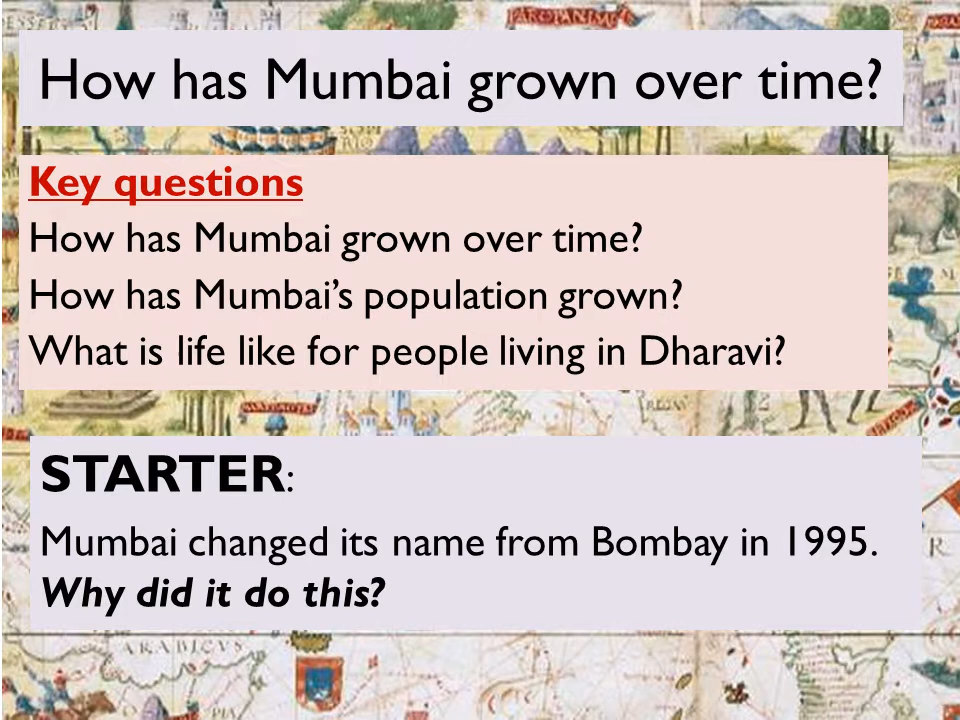 PAROPANIMAS
How has Mumbai grown over time?
Key questions
How has Mumbai grown over time?
How has Mumbai’s population grown?
What is life like for people living in Dharavi?
STARTER:
Mumbai changed its name from Bombay in 1995.
Why did it do this?
ARABICVS